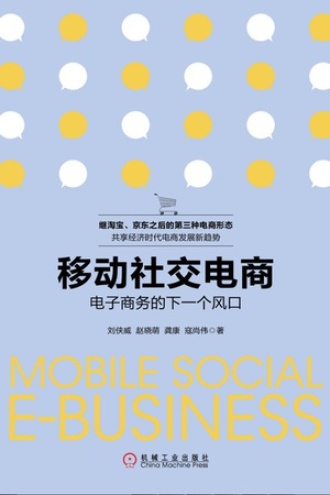 继淘宝、京东之后的第三种电商形态
共享经济时代电商发展新趋势
移动社交电商
电子商务的下一个风口
刘侠威 赵晓萌 龚康 寇尚伟◎著
MOBILE SOCIAL
E-BUSINESS
机械工业出版社
China Machine Press